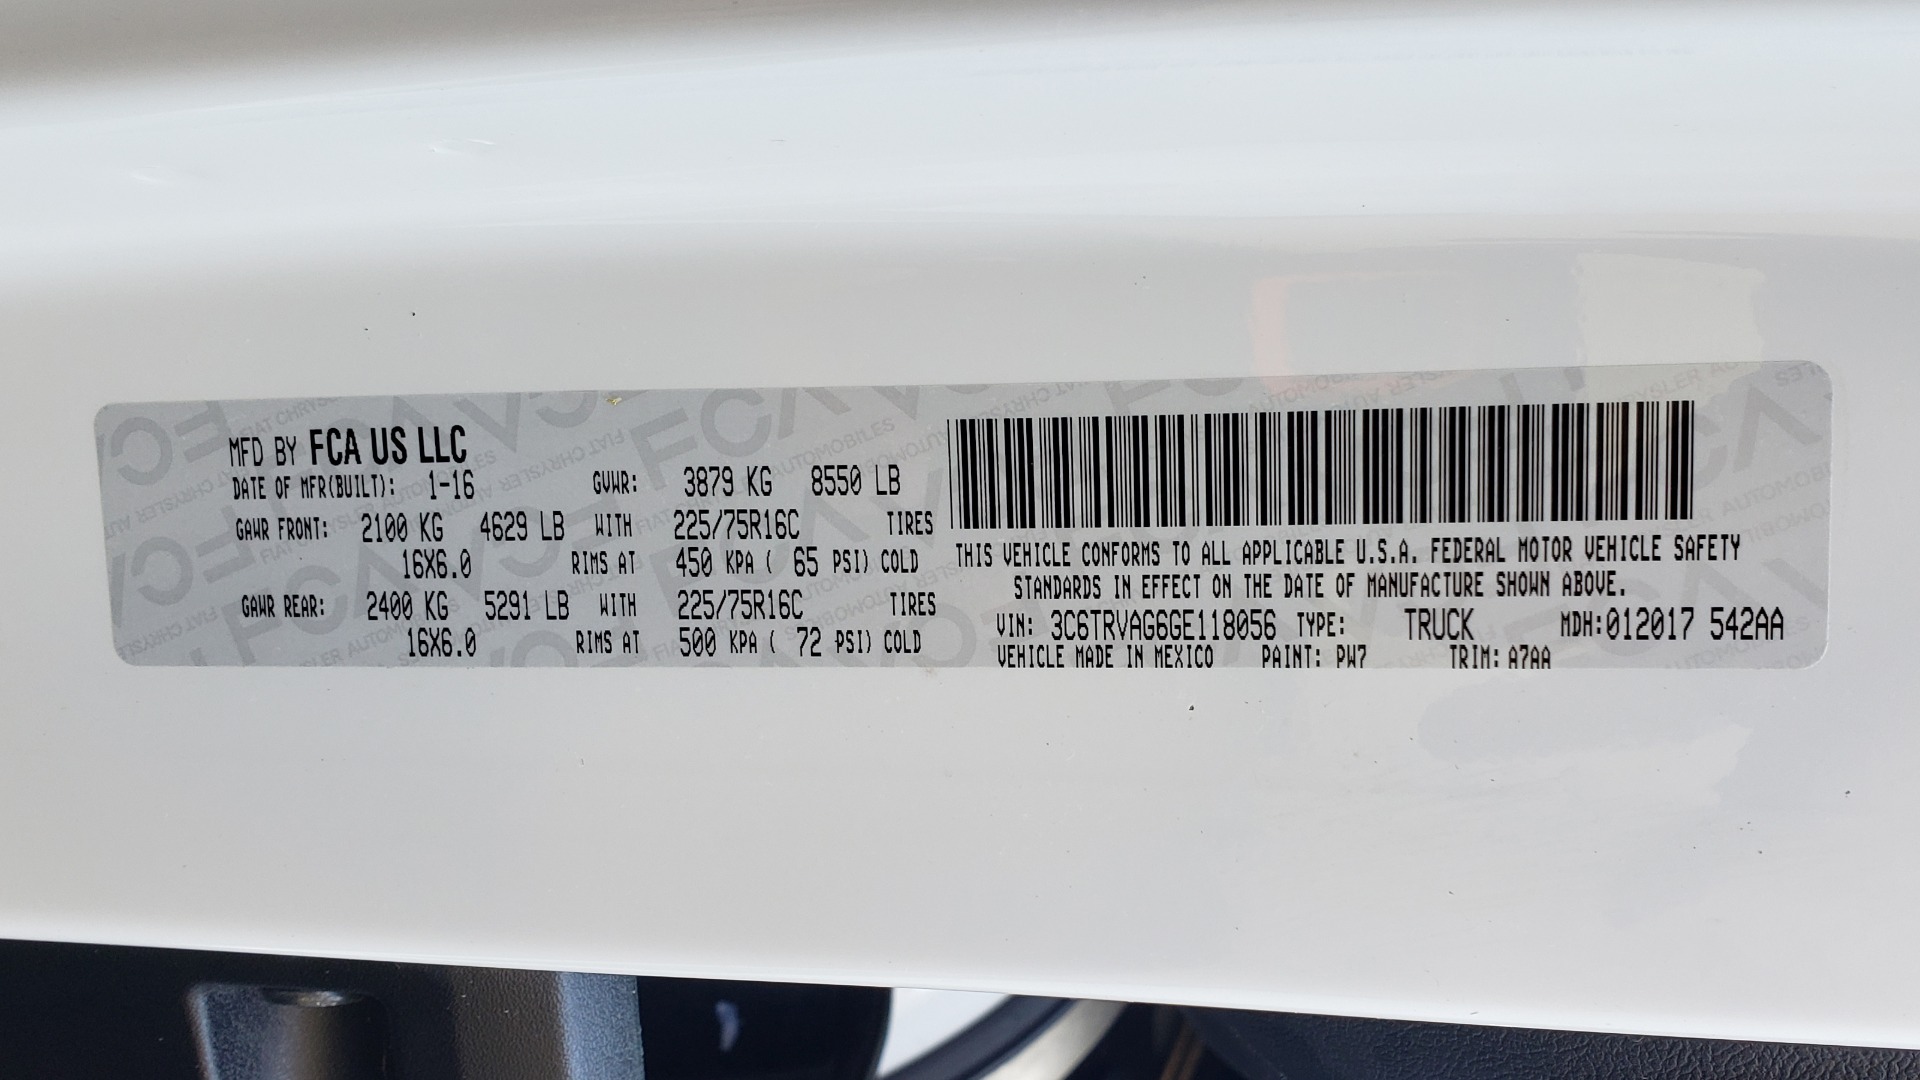 MFD BY FCA US LLC
DATE OF MFR(BUILT): 1-16 GVWR: 3879 KG 8550 LB
GAWR FRONT: 2100 KG 4629 LB WITH 225/75R16C TIRES
16X6.0 RIMS AT 450 KPA ( 65 PSI) COLD
GAWR REAR: 2400 KG 5291 LB WITH 225/75R16C TIRES
16X6.0 RIMS AT 500 KPA ( 72 PSI) COLD
THIS VEHICLE CONFORMS TO ALL APPLICABLE U.S.A. FEDERAL MOTOR VEHICLE SAFETY
STANDARDS IN EFFECT ON THE DATE OF MANUFACTURE SHOWN ABOVE.
VIN: 3C6TRVAG6GE118056 TYPE: TRUCK MDH:012017 542AA
VEHICLE MADE IN MEXICO PAINT: PW7 TRIM: A7AA